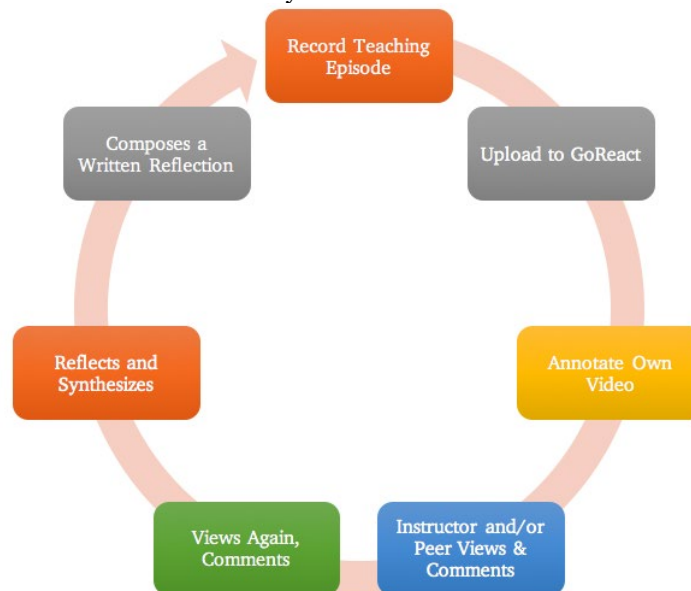 Record Teaching
Episode
Upload to GoReact
Annotate Own
Video
Instructor and/or
Peer Views &
Comments
Views Again,
Comments
Reflects and
Synthesizes
Composes a
Written Reflection